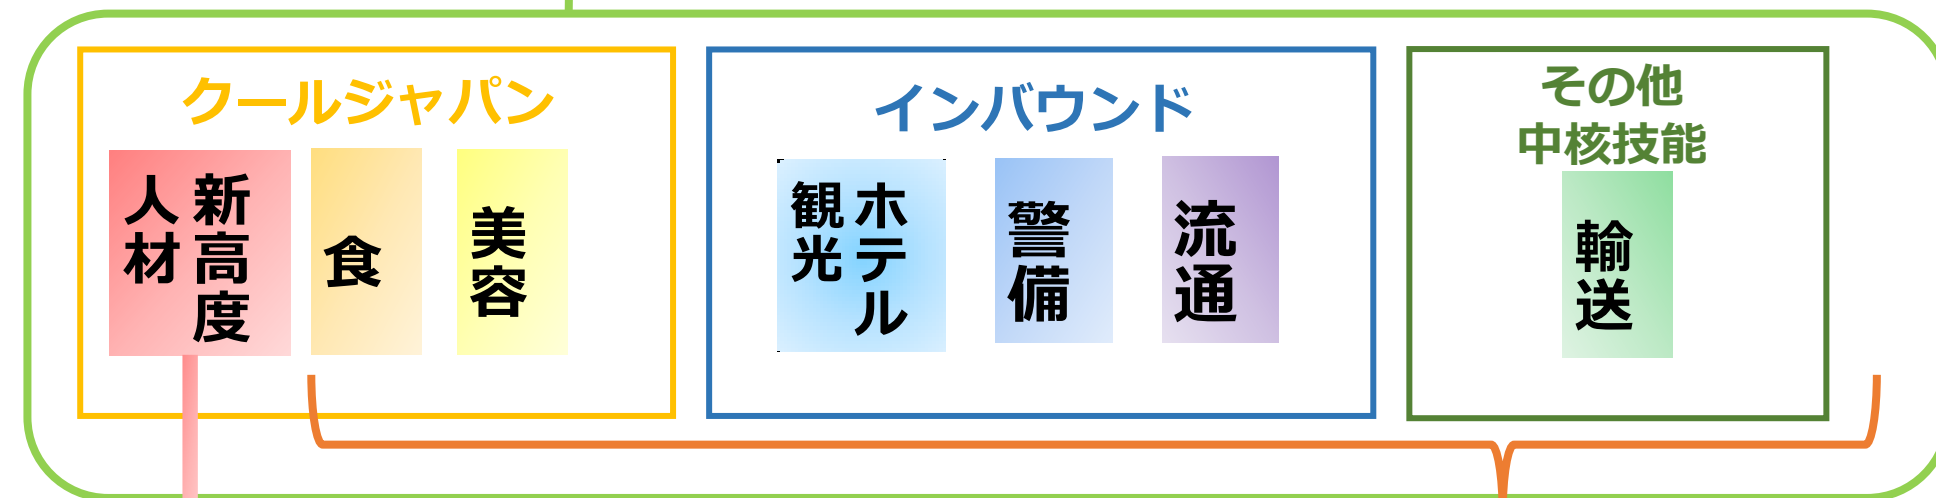 クールジャパン
新高度
人材
食
美容
インバウンド
ホテル
観光
警備
流通
その他
中核技能
輸送